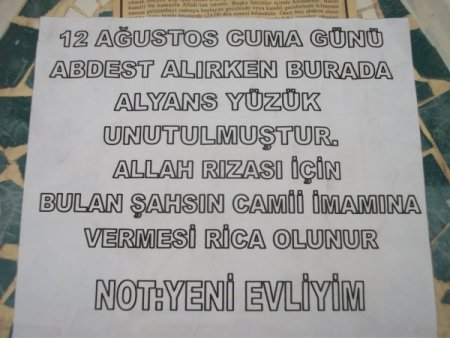 12 AĞUSTOS CUMA GÜNÜ
ABDEST ALIRKEN BURADA
ALYANS YÜZÜK
UNUTULMUŞTUR.
ALLAH RIZASI İÇİN
BULAN ŞAHSIN CAMİİ İMAMINA
VERMESİ RİCA OLUNUR
NOT:YENİ EVLİYİM